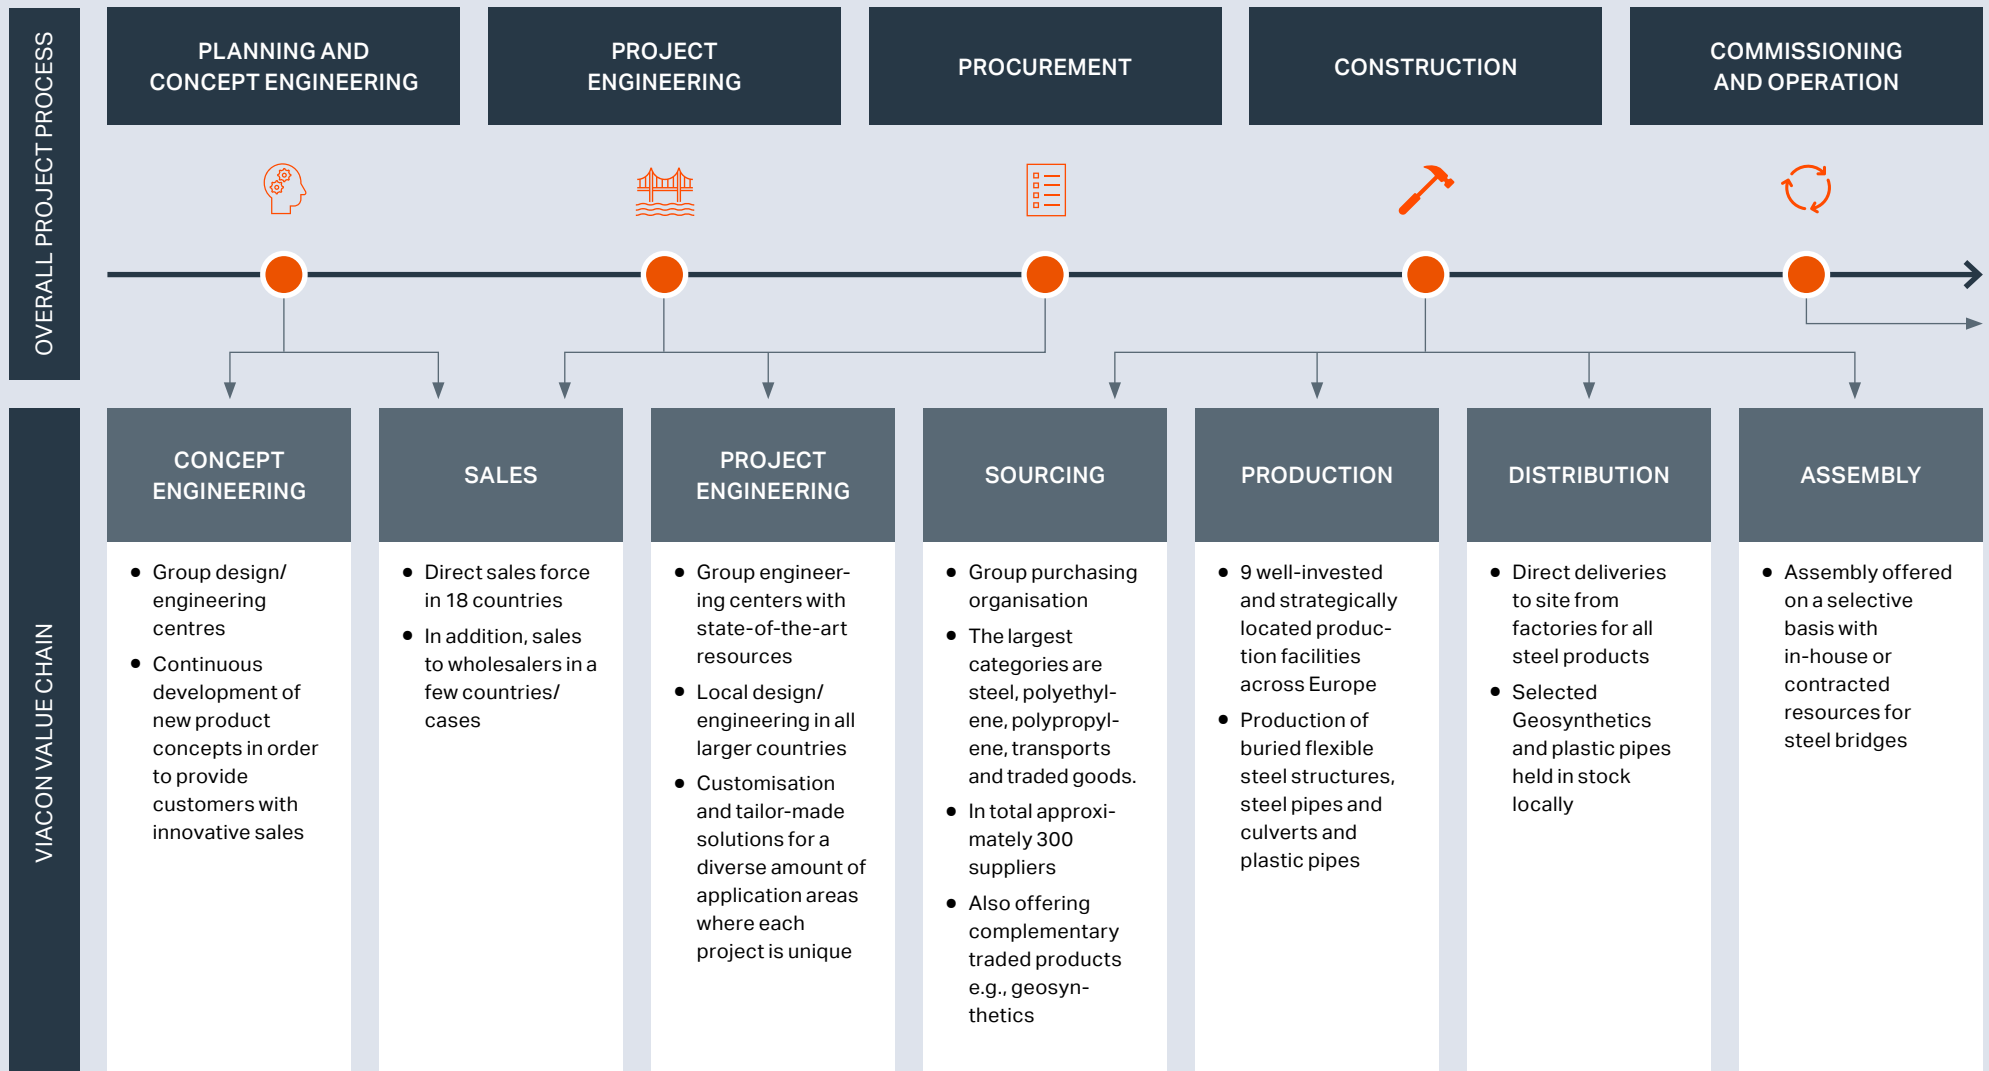 OVERALL PROJECT PROCESS
PLANNING AND
CONCEPT ENGINEERING
PROJECT
ENGINEERING
PROCUREMENT
CONSTRUCTION
COMMISSIONING
AND OPERATION
VIACON VALUE CHAIN
CONCEPT
ENGINEERING
• Group design/
engineering
centres
• Continuous
development of
new product
concepts in order
to provide
customers with
innovative sales
SALES
• Direct sales force
in 18 countries
• In addition, sales
to wholesalers in a
few countries/
cases
PROJECT
ENGINEERING
• Group engineer-
ing centers with
state-of-the-art
resources
• Local design/
engineering in all
larger countries
• Customisation
and tailor-made
solutions for a
diverse amount of
application areas
where each
project is unique
SOURCING
• Group purchasing
organisation
• The largest
categories are
steel, polyethyl-
ene, polypropyl-
ene, transports
and traded goods.
• In total approxi-
mately 300
suppliers
• Also offering
complementary
traded products
e.g., geosyn-
thetics
PRODUCTION
• 9 well-invested
and strategically
located produc-
tion facilities
across Europe
• Production of
buried flexible
steel structures,
steel pipes and
culverts and
plastic pipes
DISTRIBUTION
• Direct deliveries
to site from
factories for all
steel products
• Selected
Geosynthetics
and plastic pipes
held in stock
locally
ASSEMBLY
• Assembly offered
on a selective
basis with
in-house or
contracted
resources for
steel bridges